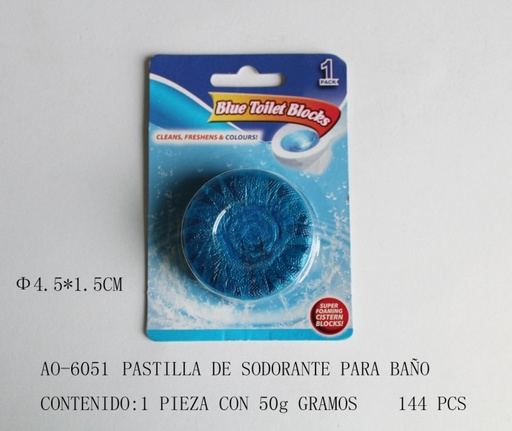 1
PACK
Blue Toilet Blocks
CLEANS, FRESHENS & COLOURS!
Φ4.5*1.5CM
SUPER
FOAMING
CISTERN
BLOCKS!
AO-6051 PASTILLA DE SODORANTE PARA BAÑO
CONTENIDO:1 PIEZA CON 50g GRAMOS 144 PCS